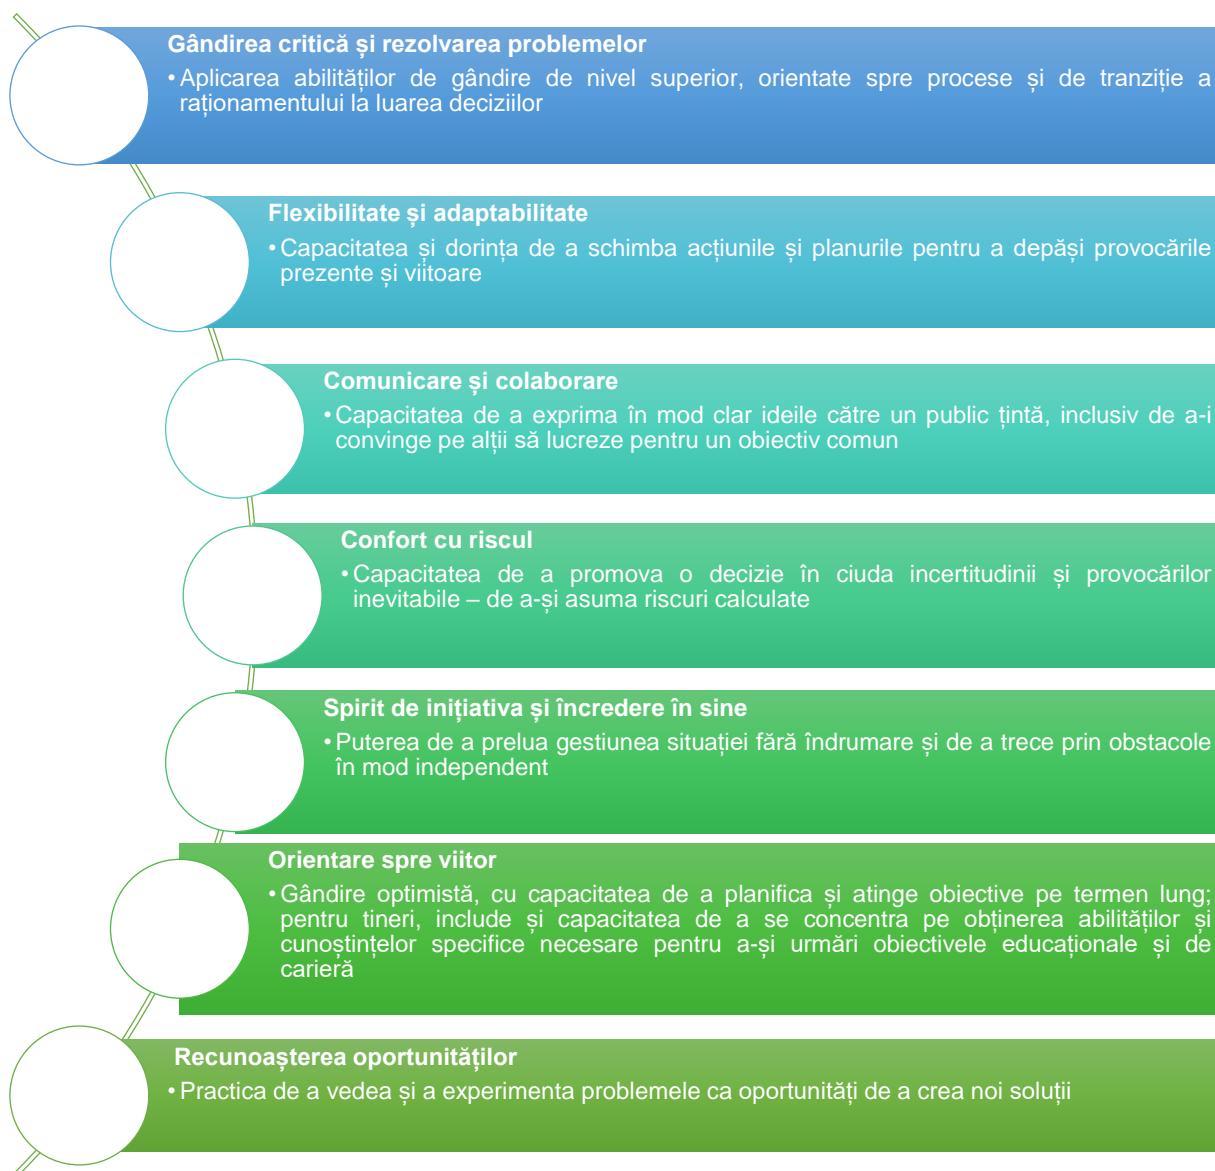 Gândirea critică și rezolvarea problemelor
• Aplicarea abilităților de gândire de nivel superior, orientate spre procese și de tranziție a
raționamentului la luarea deciziilor
Flexibilitate și adaptabilitate
• Capacitatea și dorința de a schimba acțiunile și planurile pentru a depăși provocările
prezente și viitoare
Comunicare și colaborare
• Capacitatea de a exprima în mod clar ideile către un public țintă, inclusiv de a-i
convinge pe alții să lucreze pentru un obiectiv comun
Confort cu riscul
• Capacitatea de a promova o decizie în ciuda incertitudinii și provocărilor
inevitabile – de a-și asuma riscuri calculate
Spirit de inițiativa și încredere în sine
• Puterea de a prelua gestiunea situației fără îndrumare și de a trece prin obstacole
în mod independent
Orientare spre viitor
• Gândire optimistă, cu capacitatea de a planifica și atinge obiective pe termen lung;
pentru tineri, include și capacitatea de a se concentra pe obținerea abilităților și
cunoștințelor specifice necesare pentru a-și urmări obiectivele educaționale și de
carieră
Recunoașterea oportunităților
• Practica de a vedea și a experimenta problemele ca oportunități de a crea noi soluții